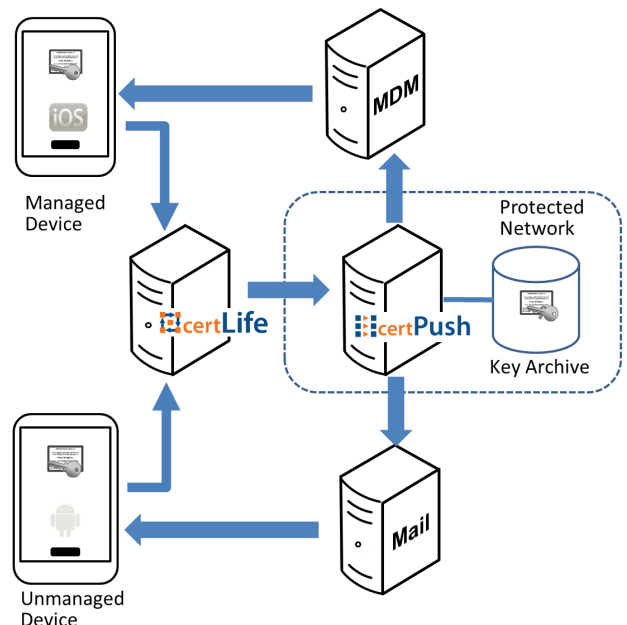 MDM
iOS
Managed
Device
Protected
Network
certLife
certPush
Key Archive
Mail
Unmanaged
Device